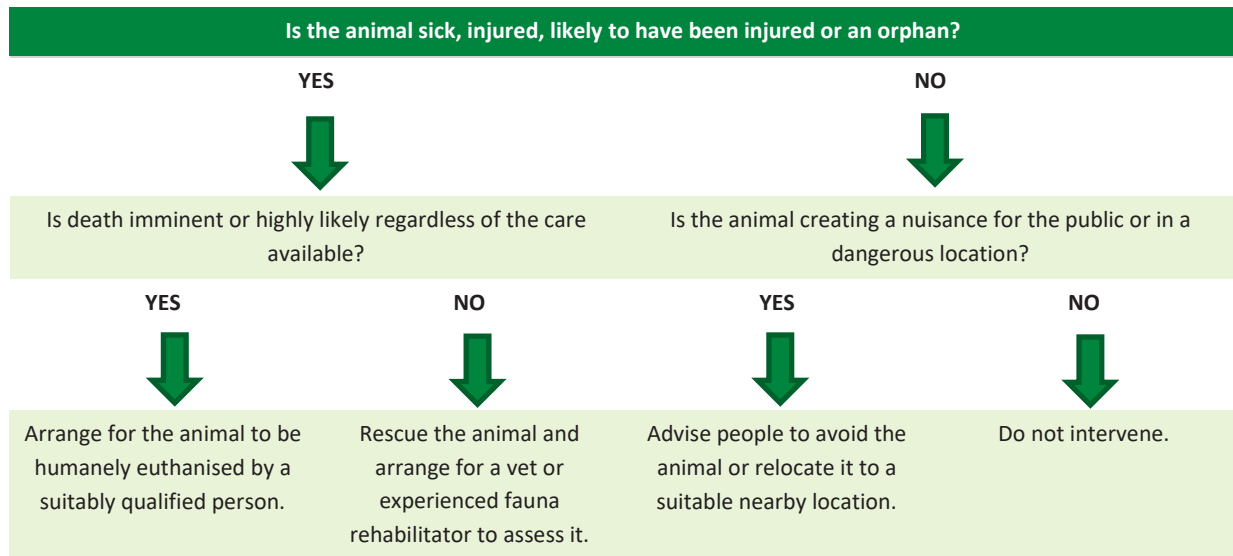 Is the animal sick, injured, likely to have been injured or an orphan?
YES
NO
Is death imminent or highly likely regardless of the care
available?
Is the animal creating a nuisance for the public or in a
dangerous location?
YES
NO
YES
NO
Arrange for the animal to be
humanely euthanised by a
suitably qualified person.
Rescue the animal and
arrange for a vet or
experienced fauna
rehabilitator to assess it.
Advise people to avoid the
animal or relocate it to a
suitable nearby location.
Do not intervene.